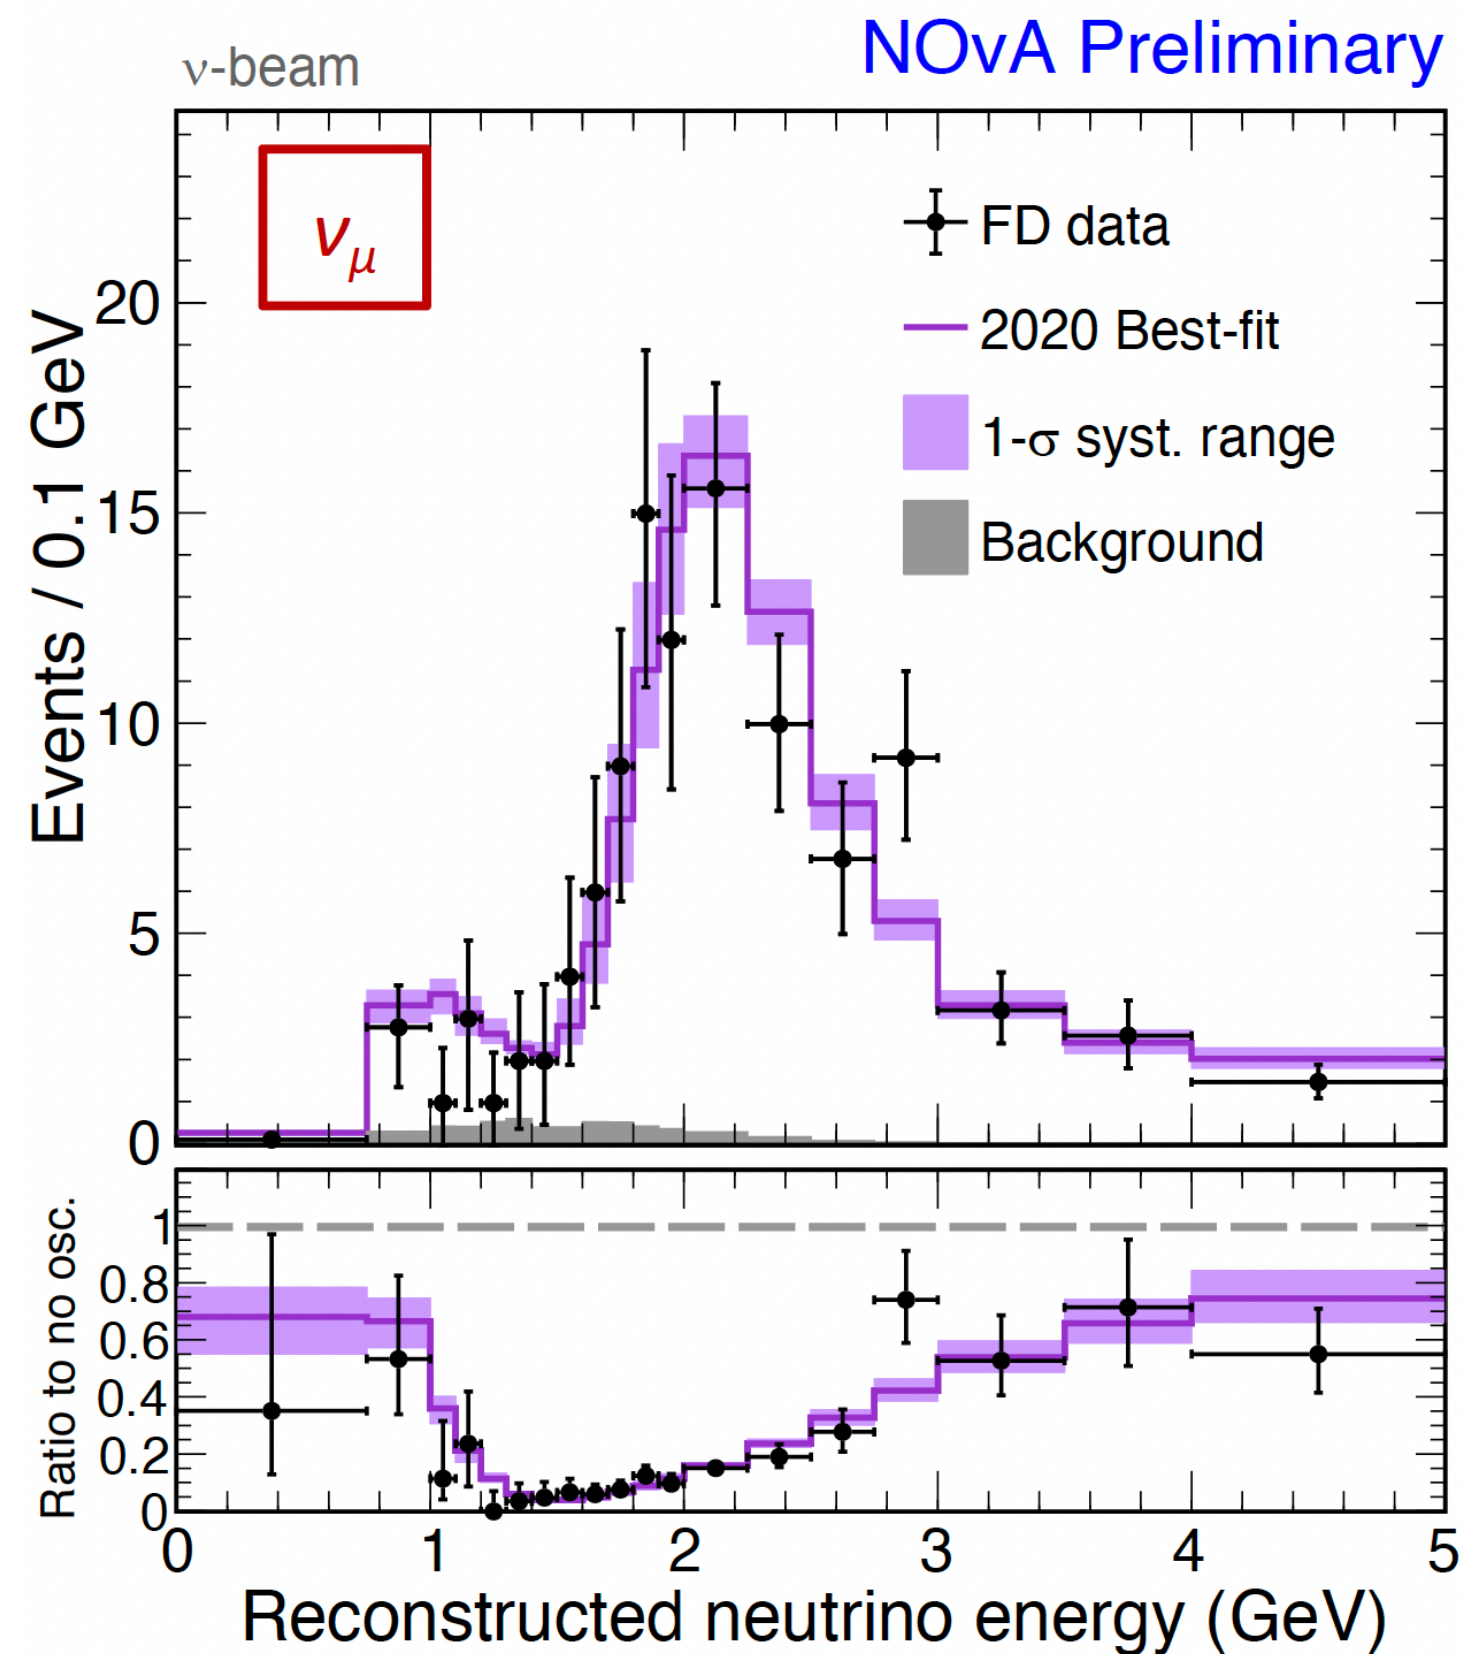 ν-beam
NOvA Preliminary
νμ
FD data
2020 Best-fit
1-σ syst. range
Background
Events / 0.1 GeV
20
15
10
5
0
Ratio to no osc.
1
0.8
0.6
0.4
0.2
0
0 1 2 3 4 5
Reconstructed neutrino energy (GeV)